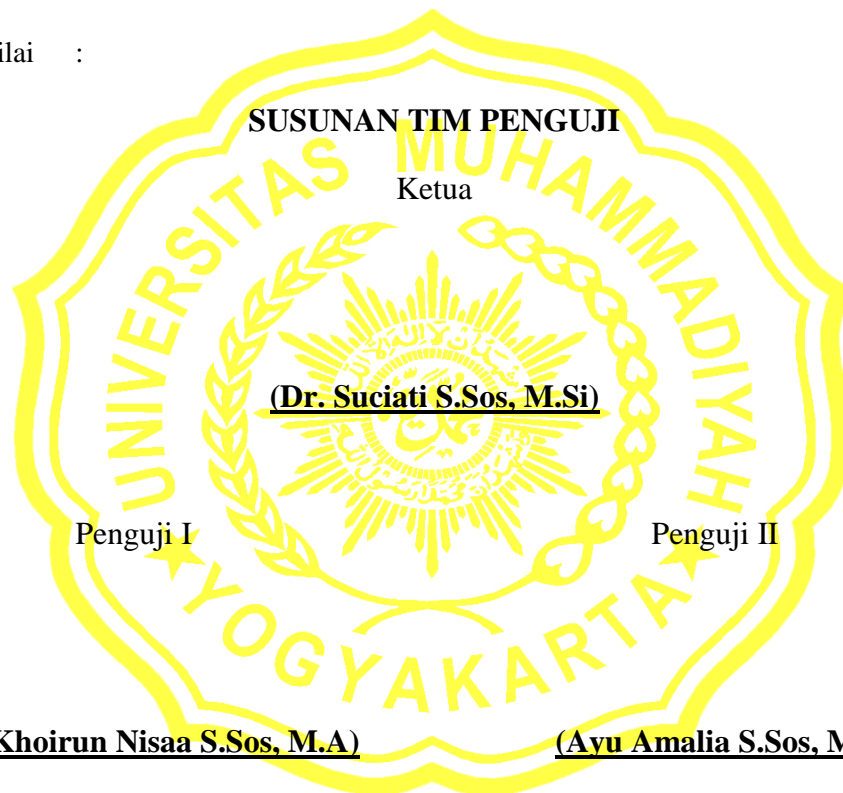 ilai :
SUSUNAN TIM PENGUJI
Ketua
(Dr. Suciati S.Sos, M.Si)
Penguji I Penguji II
Khoirun Nisaa S.Sos, M.A) (Ayu Amalia S.Sos, M
UNIVERSITAS MUHAMMADIYAH
YOGYAKARTA